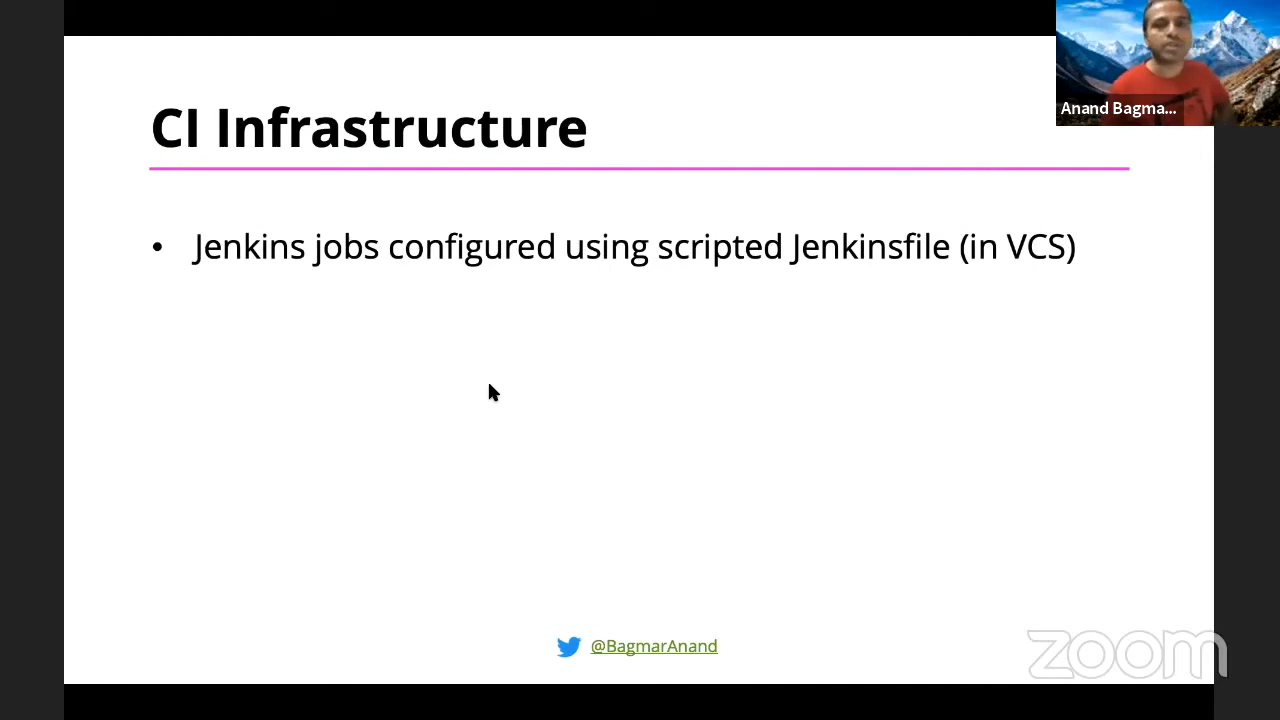 CI Infrastructure
Anand Bagma...
• Jenkins jobs configured using scripted Jenkinsfile (in VCS)
@BagmarAnand
zoom